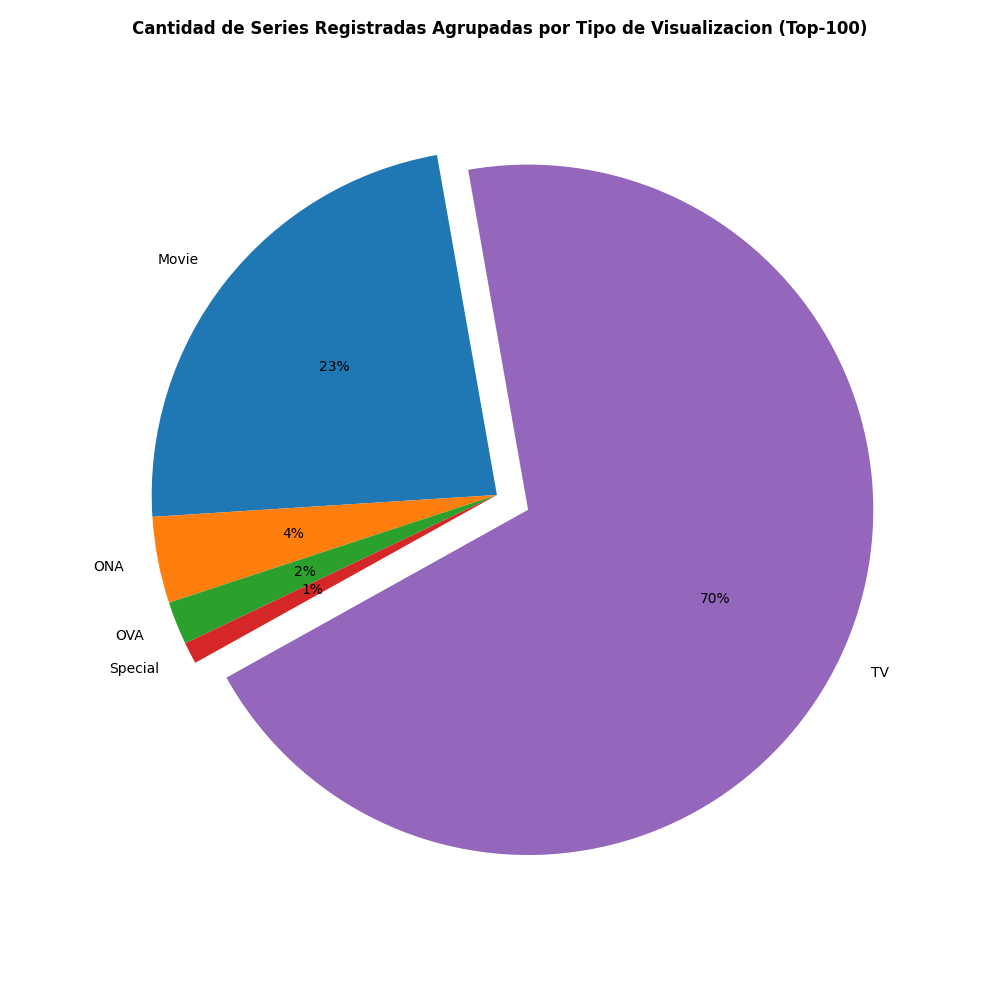 Cantidad de Series Registradas Agrupadas por Tipo de Visualizacion (Top-100)
Movie
23%
ONA
4%
OVA
2%
Special
1%
TV
70%